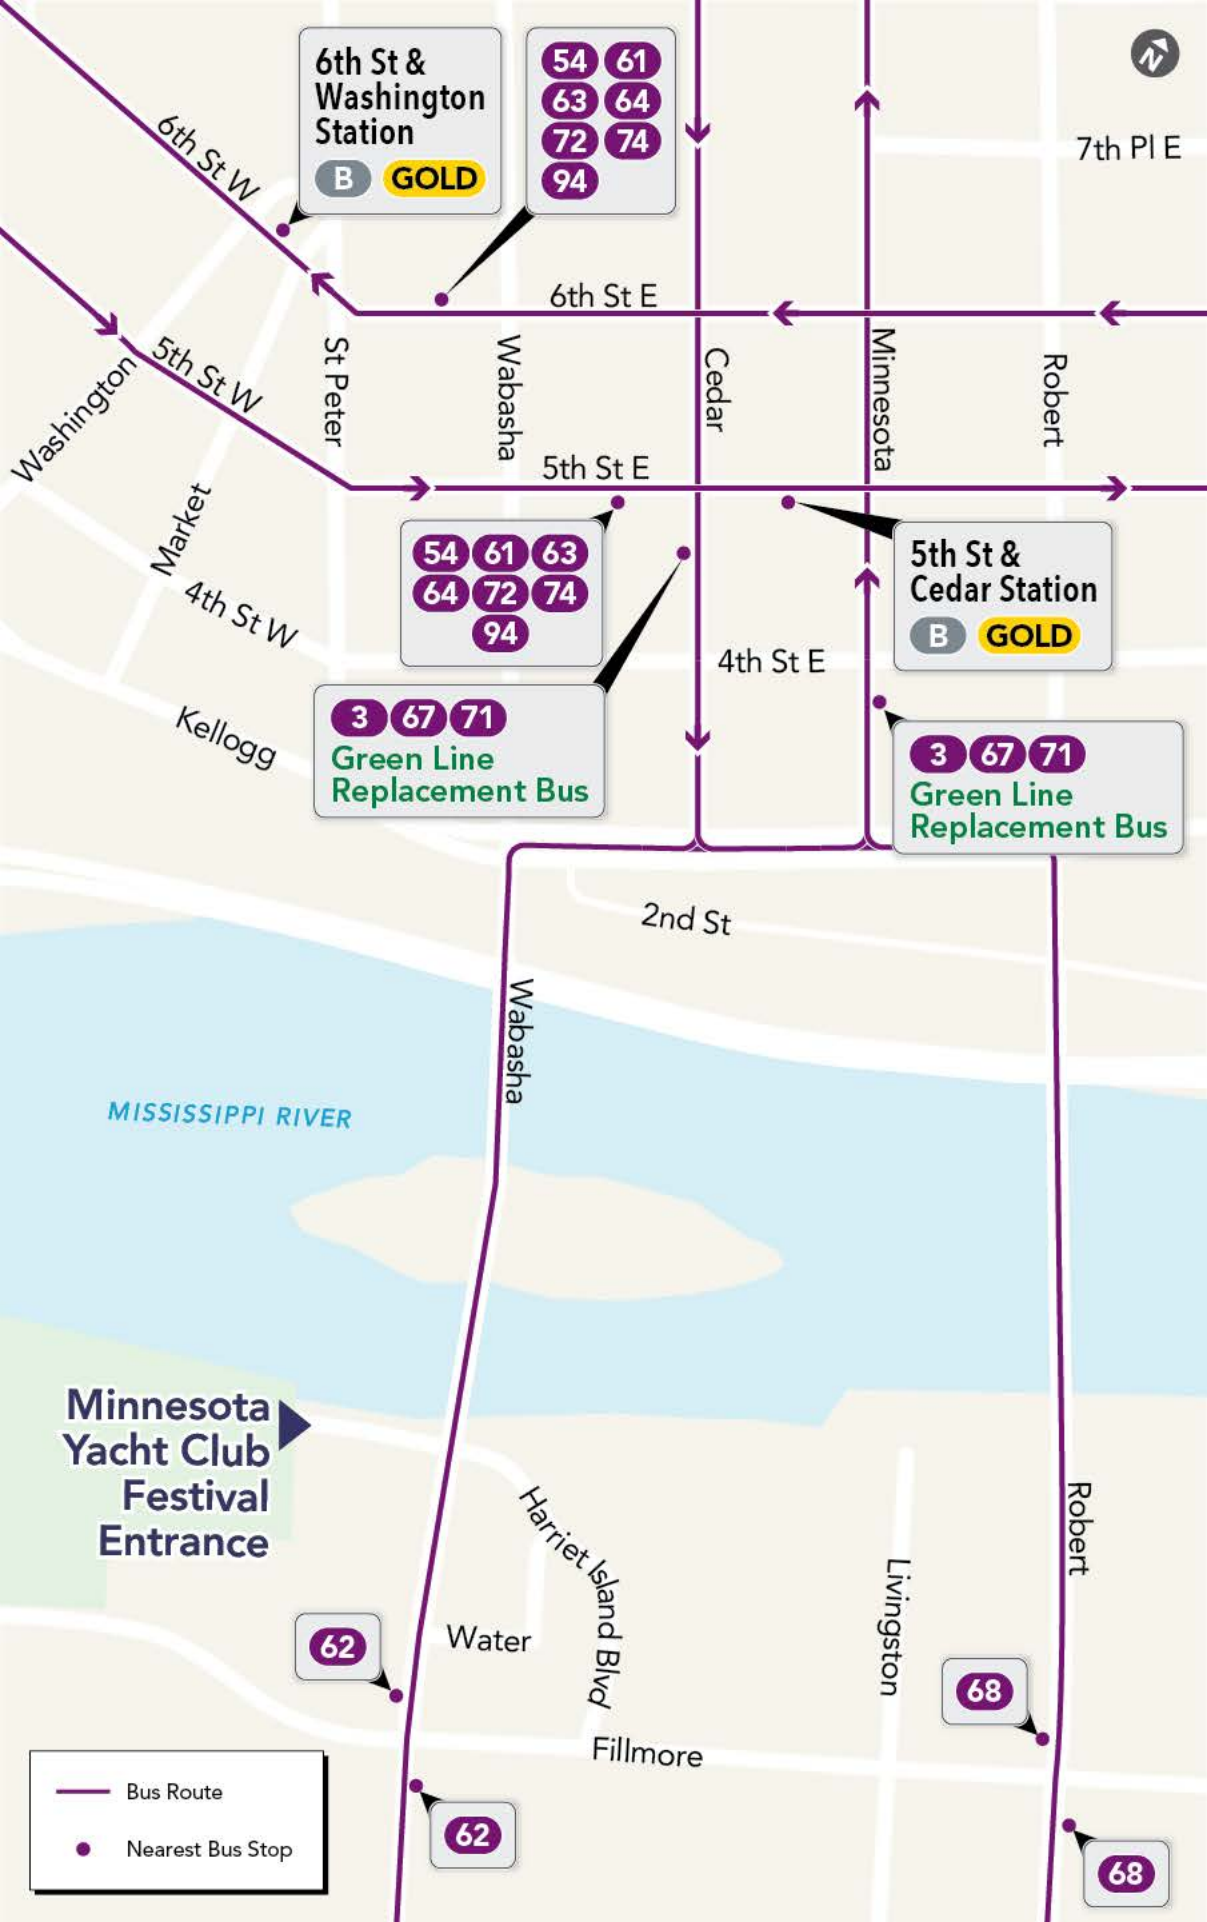 6th St &
Washington
Station
B GOLD
54 61
63 64
72 74
94
N
7th Pl E
6th St W
6th St E
5th St W
St Peter
Wabasha
Cedar
Minnesota
Robert
Washington
Market
5th St E
54 61 63
64 72 74
94
5th St &
Cedar Station
B GOLD
4th St W
4th St E
Kellogg
3 67 71
Green Line
Replacement Bus
3 67 71
Green Line
Replacement Bus
2nd St
Wabasha
MISSISSIPPI RIVER
Minnesota
Yacht Club
Festival
Entrance
Harriet Island Blvd
Robert
Livingston
Water
62
68
Fillmore
Bus Route
Nearest Bus Stop
62
68